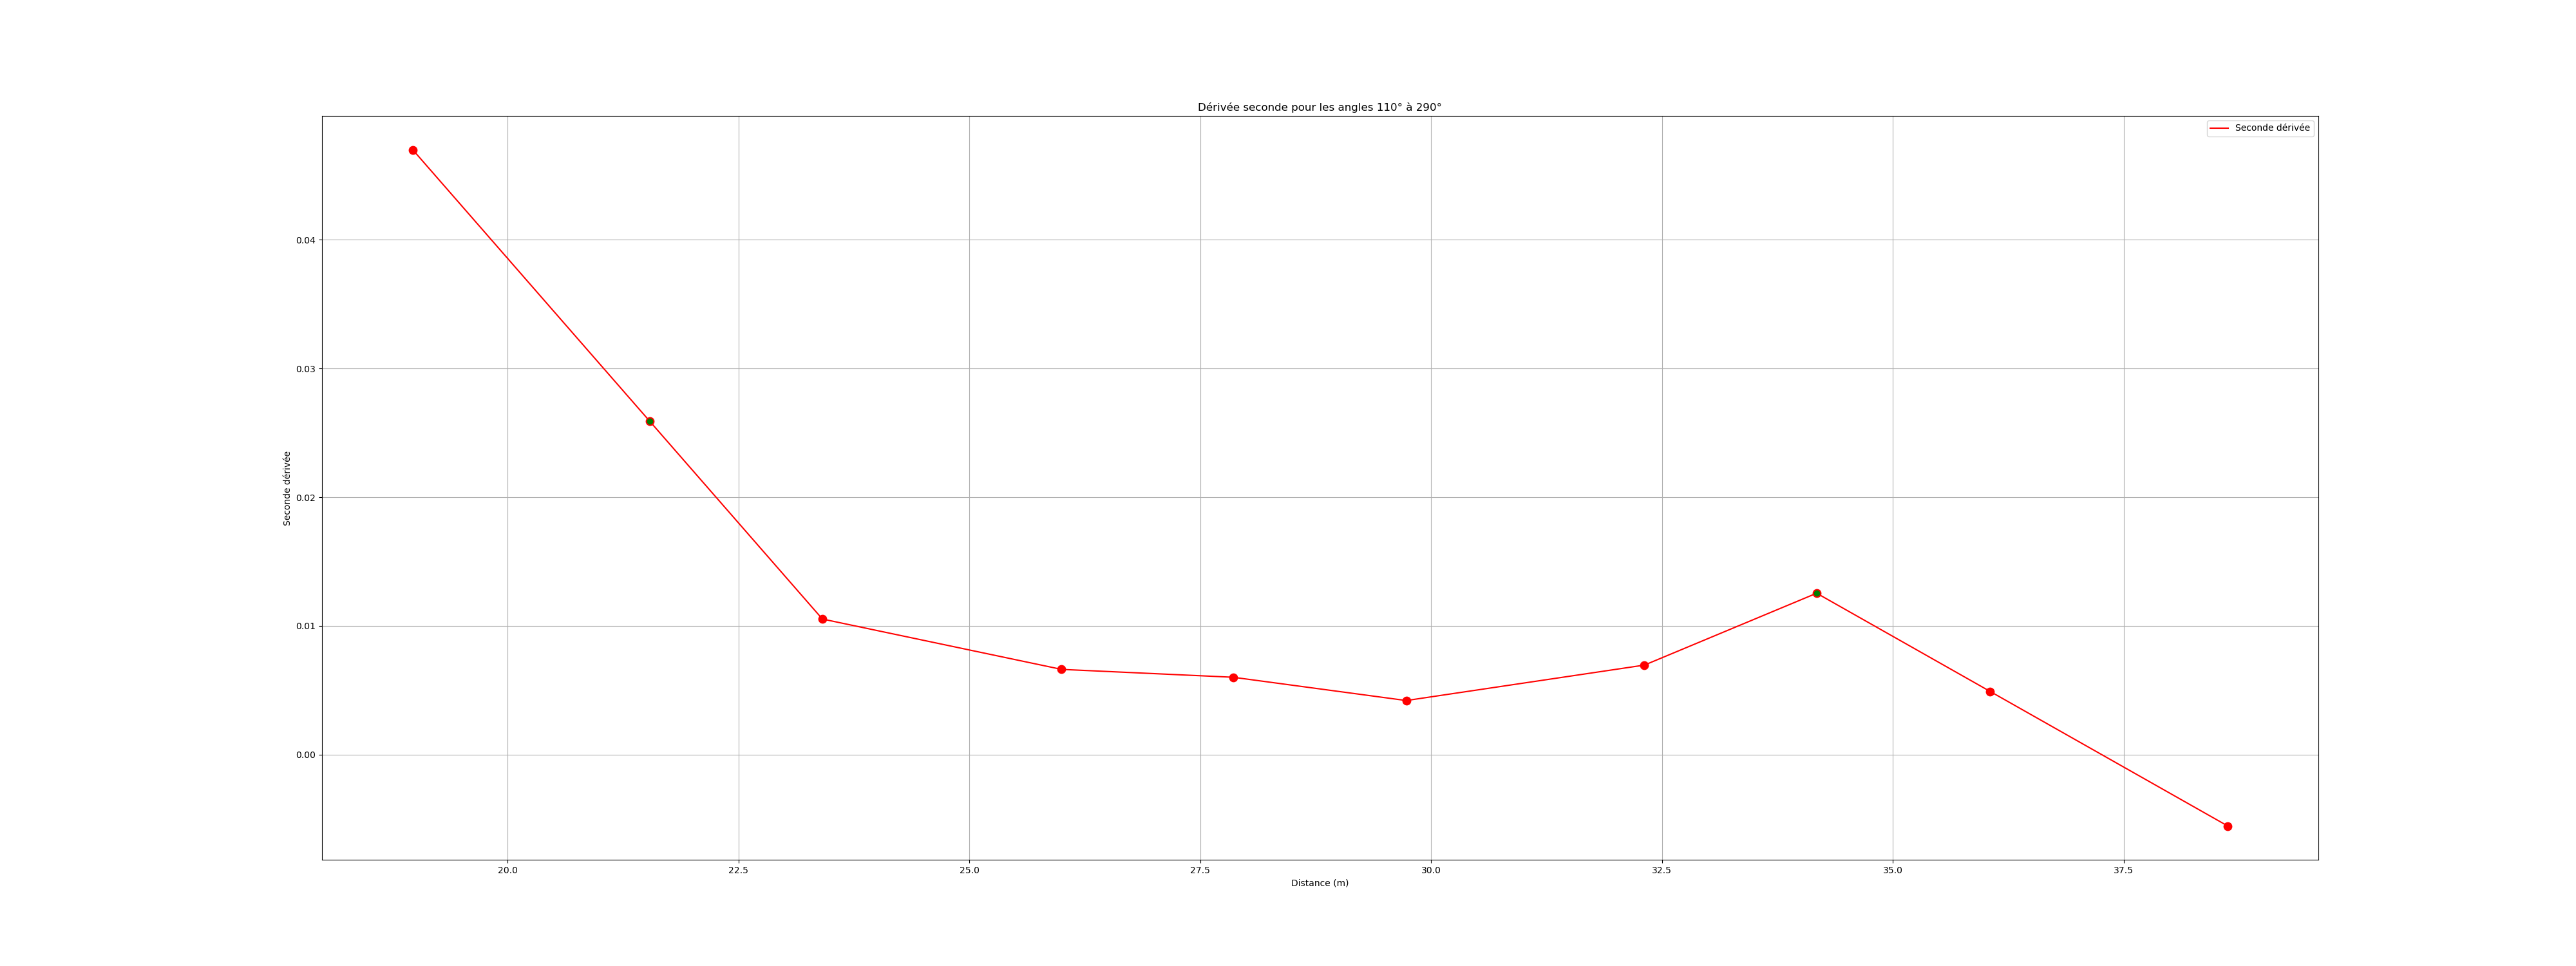 Dérivée seconde pour les angles 110° à 290°
Seconde dérivée
0.04
0.03
0.02
0.01
0.00
Seconde dérivée
20.0 22.5 25.0 27.5 30.0 32.5 35.0 37.5
Distance (m)